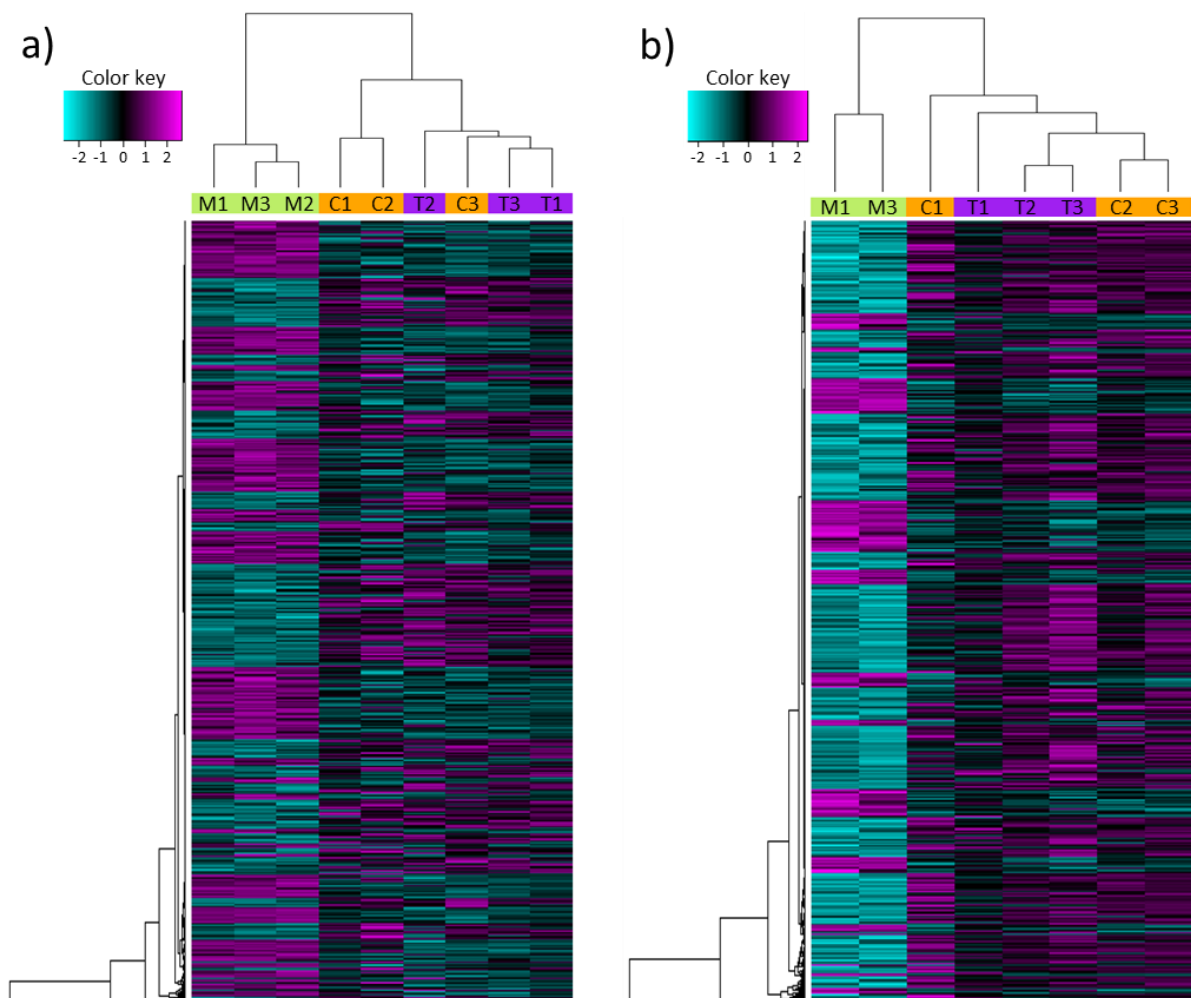 a)
Color key
-2 -1 0 1 2
M1 M3 M2 C1 C2 T2 C3 T3 T1
b)
Color key
-2 -1 0 1 2
M1 M3 C1 T1 T2 T3 C2 C3